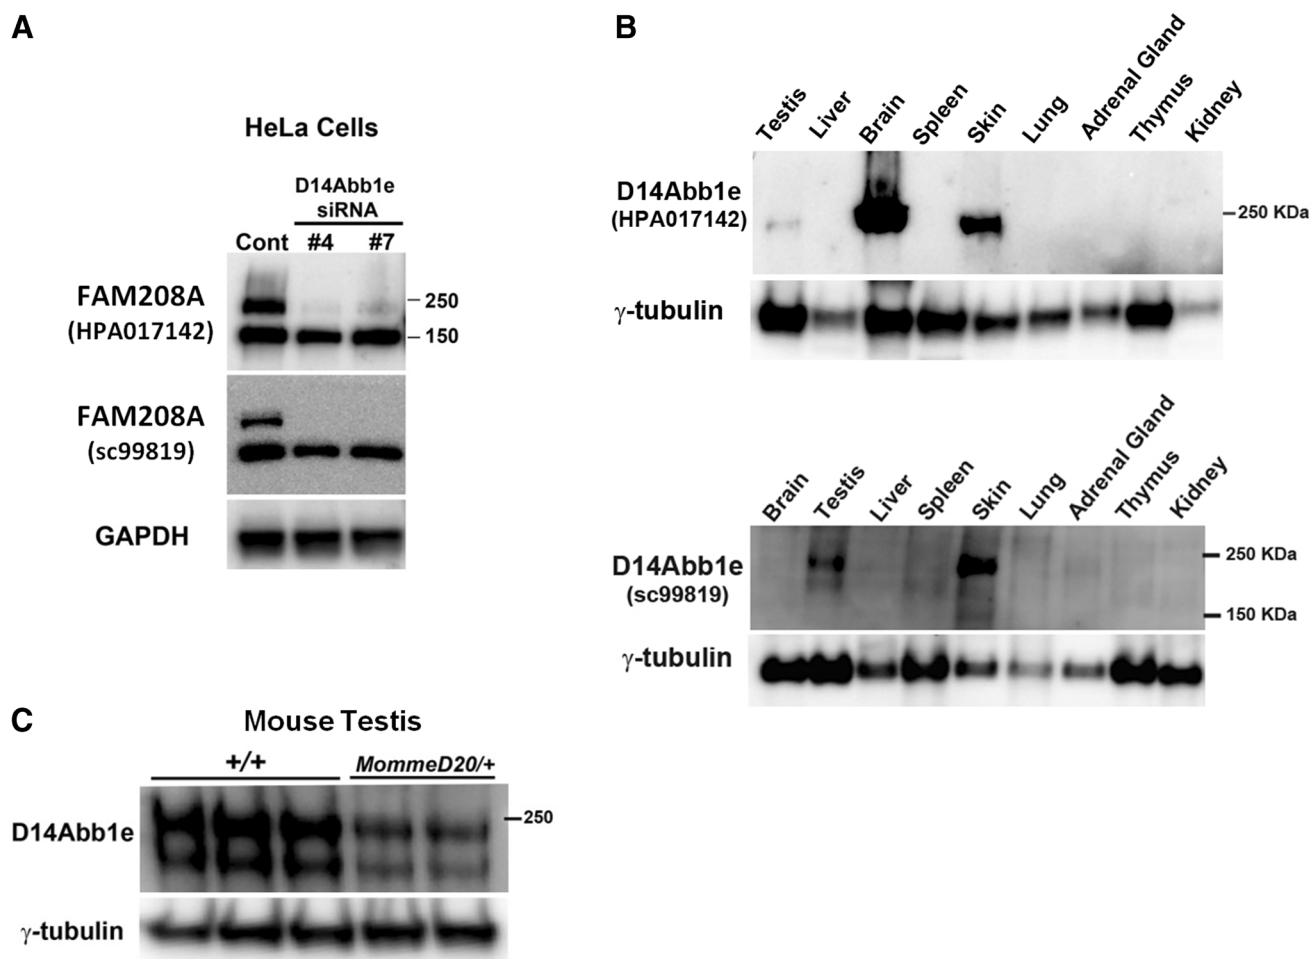 A
HeLa Cells
D14Abb1e
siRNA
Cont #4 #7
FAM208A
(HPA017142)
250
150
FAM208A
(sc99819)
GAPDH
B
Testis Liver Brain Spleen Skin Lung Adrenal Gland Thymus Kidney
D14Abb1e
(HPA017142)
250 KDa
γ-tubulin
Brain Testis Liver Spleen Skin Lung Adrenal Gland Thymus Kidney
D14Abb1e
(sc99819)
250 KDa
150 KDa
γ-tubulin
C
Mouse Testis
+/+ MommeD20/+
D14Abb1e
250
γ-tubulin